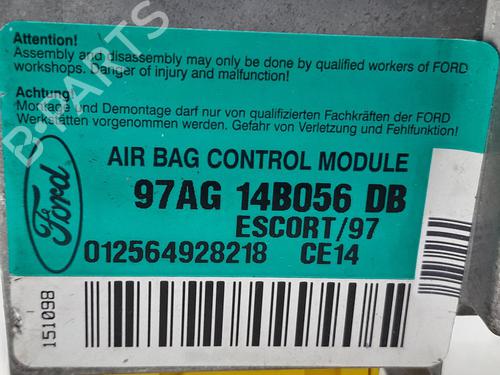 Attention!
Assembly and disassembly may only be done by qualified workers of FORD
workshops. Danger of injury and malfunction!
Achtung!
Montage und Demontage darf nur von qualifizierten Fachkräften der FORD
Werkstätten vorgenommen werden. Gefahr von Verletzung und Fehlfunktion!
AIR BAG CONTROL MODULE
97AG 14B056 DB
ESCORT/97
012564928218 CE14
Ford
151098
B-PARTS